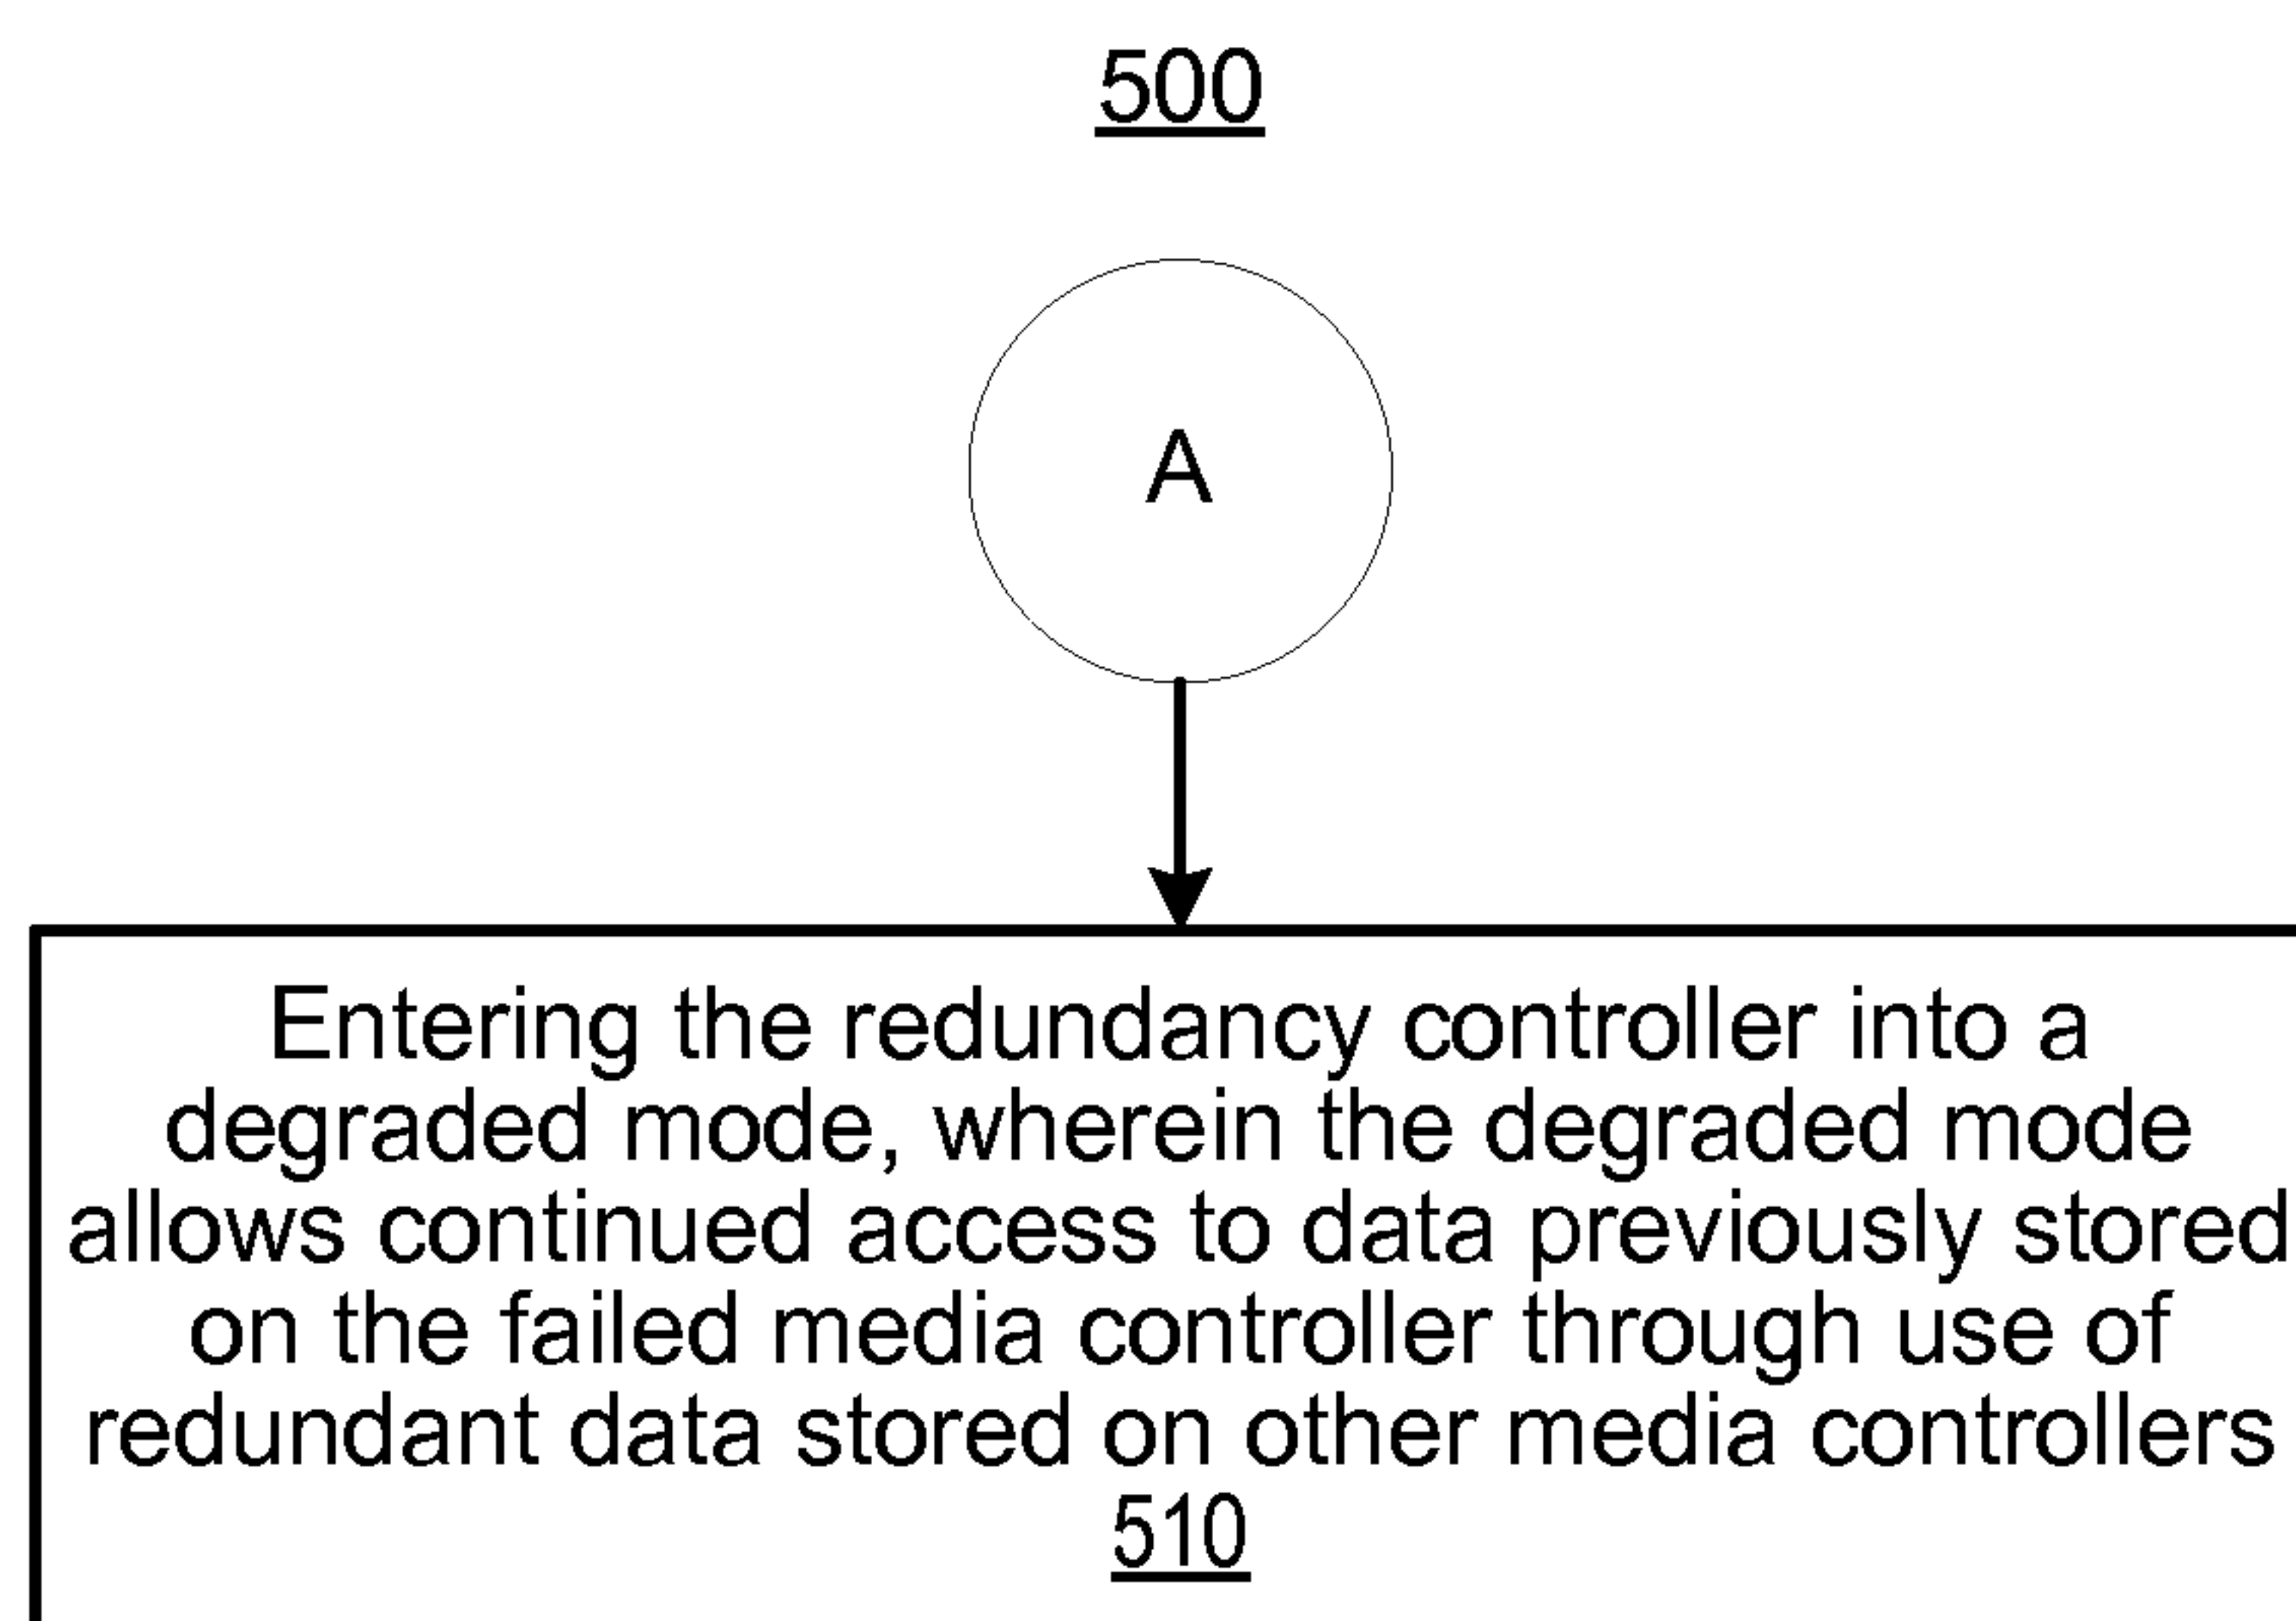 500
A
Entering the redundancy controller into a
degraded mode, wherein the degraded mode
allows continued access to data previously stored
on the failed media controller through use of
redundant data stored on other media controllers
510